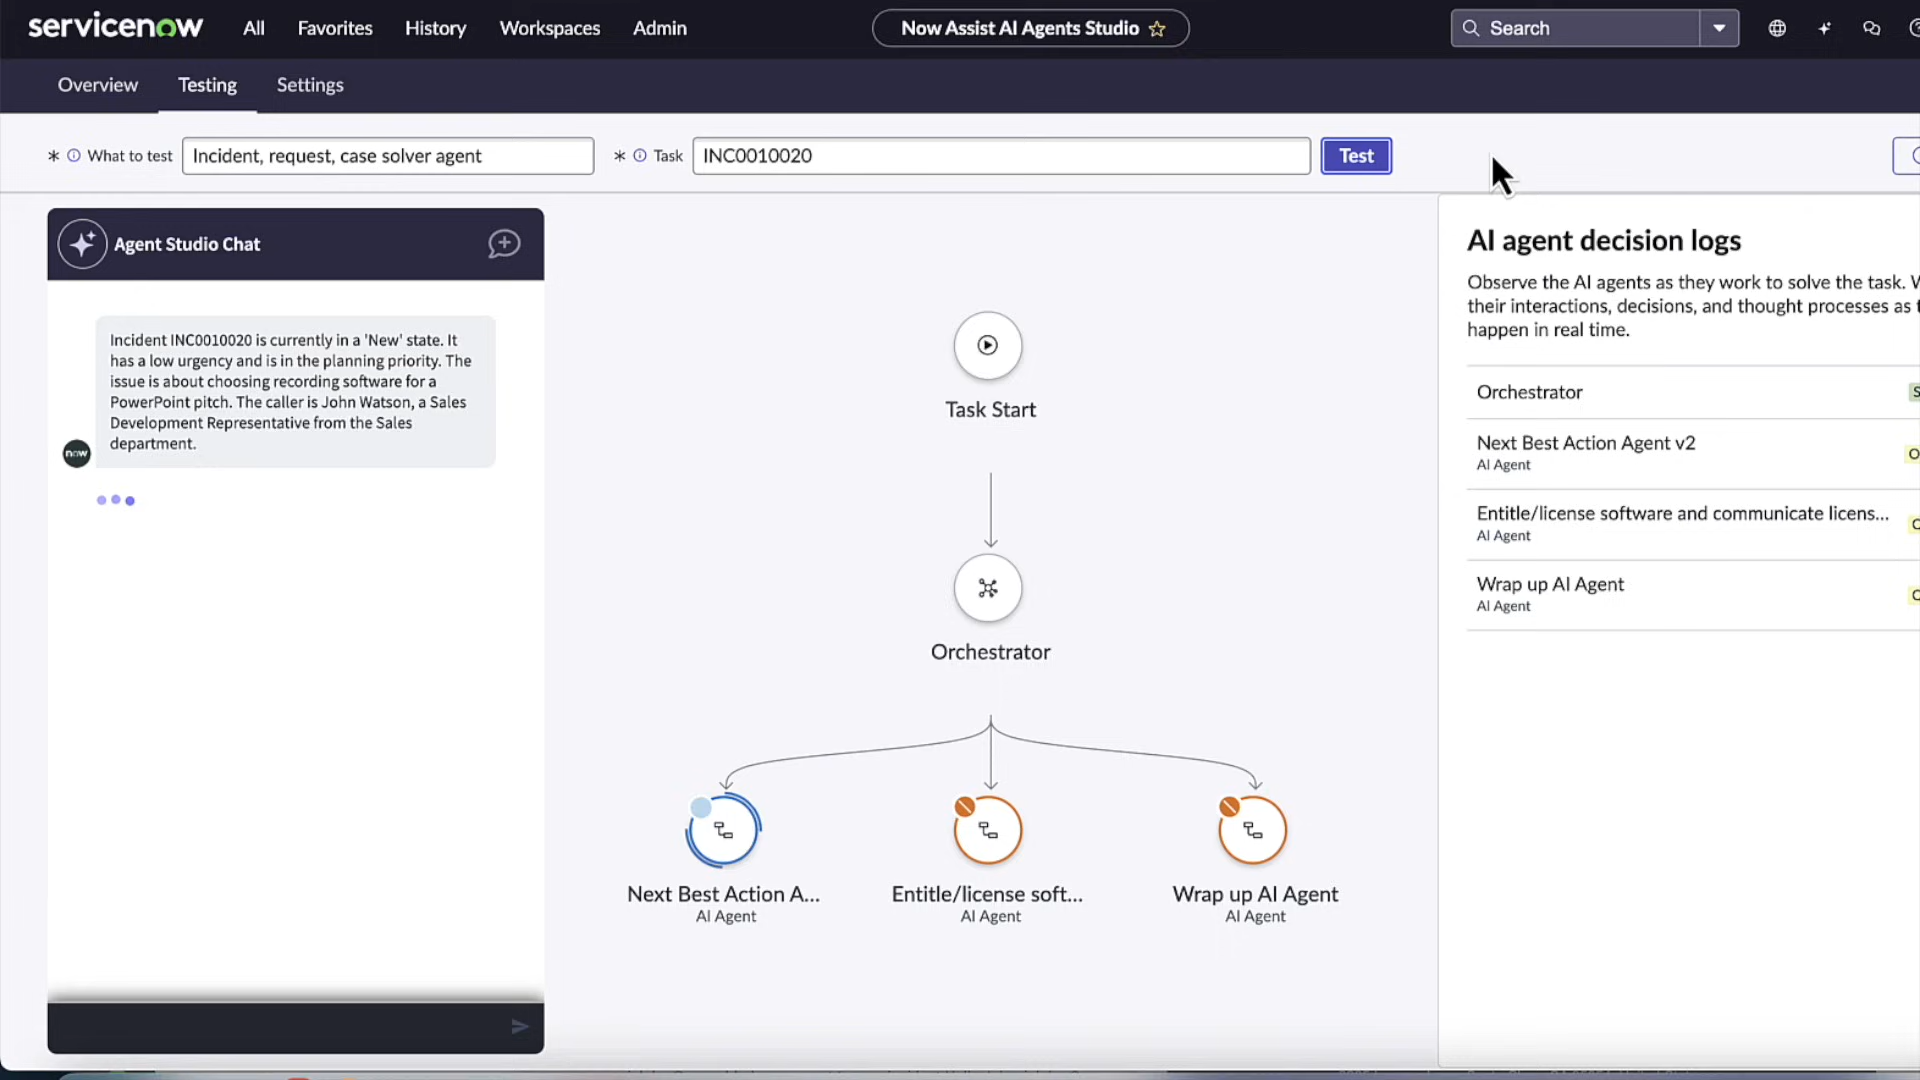 servicenow
All
Favorites
History
Workspaces
Admin
Now Assist AI Agents Studio
Search
Overview
Testing
Settings
* What to test
Incident, request, case solver agent
* Task
INC0010020
Test
Agent Studio Chat
Incident INC0010020 is currently in a 'New' state. It
has a low urgency and is in the planning priority. The
issue is about choosing recording software for a
PowerPoint pitch. The caller is John Watson, a Sales
Development Representative from the Sales
department.
now
Task Start
Orchestrator
Next Best Action A...
AI Agent
Entitle/license soft...
AI Agent
Wrap up AI Agent
AI Agent
AI agent decision logs
Observe the AI agents as they work to solve the task.
their interactions, decisions, and thought processes as
happen in real time.
Orchestrator
Next Best Action Agent v2
AI Agent
Entitle/license software and communicate licens...
AI Agent
Wrap up AI Agent
AI Agent